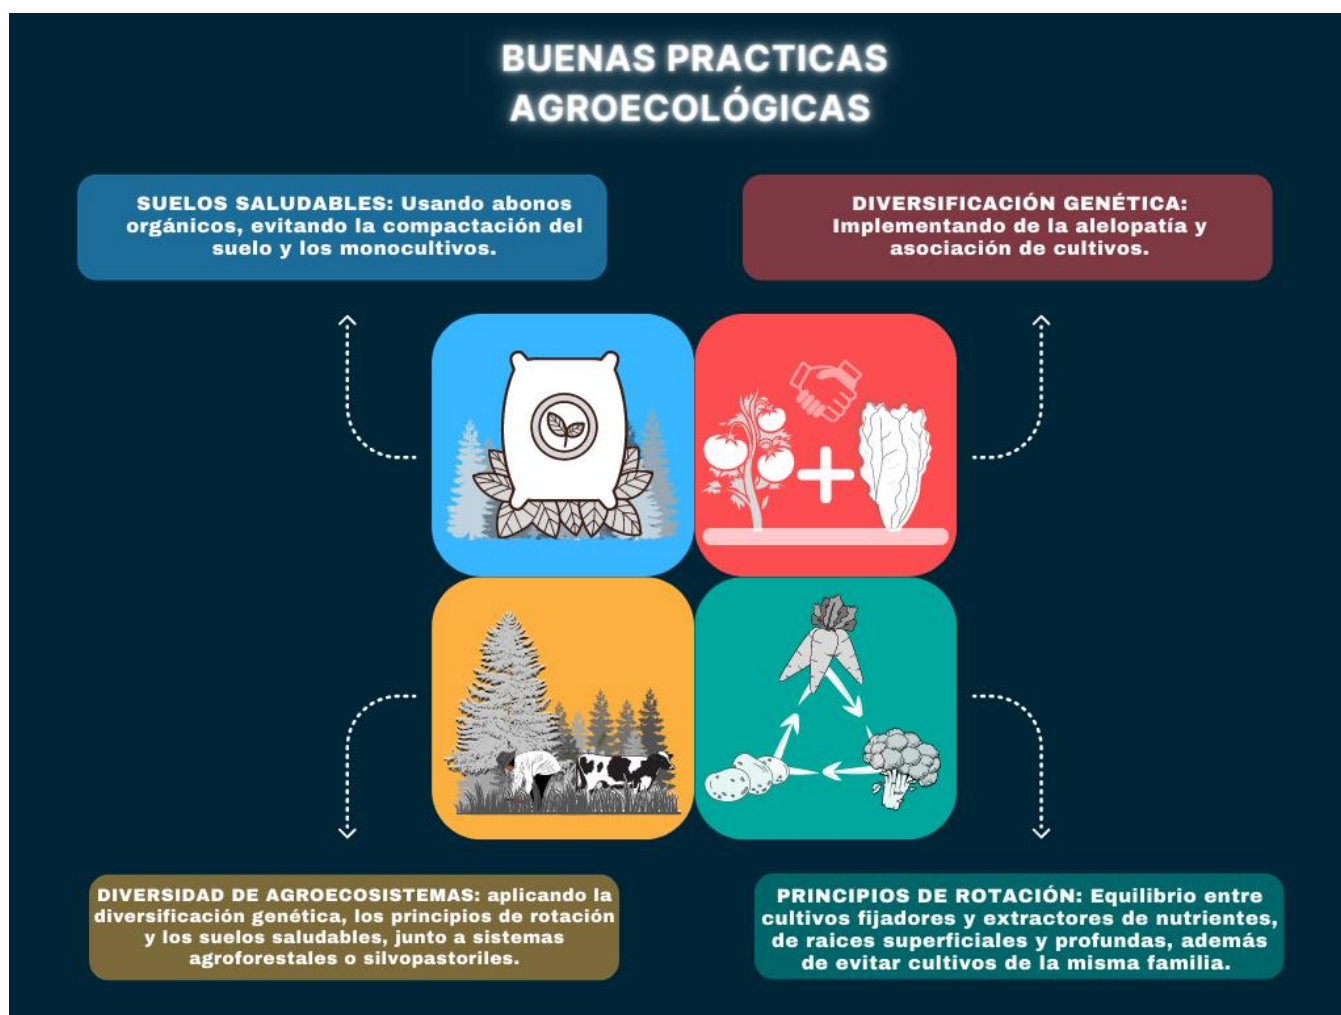 BUENAS PRACTICAS
AGROECOLÓGICAS
SUELOS SALUDABLES: Usando abonos
orgánicos, evitando la compactación del
suelo y los monocultivos.
DIVERSIFICACIÓN GENÉTICA:
Implementando de la alelopatía y
asociación de cultivos.
DIVERSIDAD DE AGROECOSISTEMAS: aplicando la
diversificación genética, los principios de rotación
y los suelos saludables, junto a sistemas
agroforestales o silvopastoriles.
PRINCIPIOS DE ROTACIÓN: Equilibrio entre
cultivos fijadores y extractores de nutrientes,
de raices superficiales y profundas, además
de evitar cultivos de la misma familia.